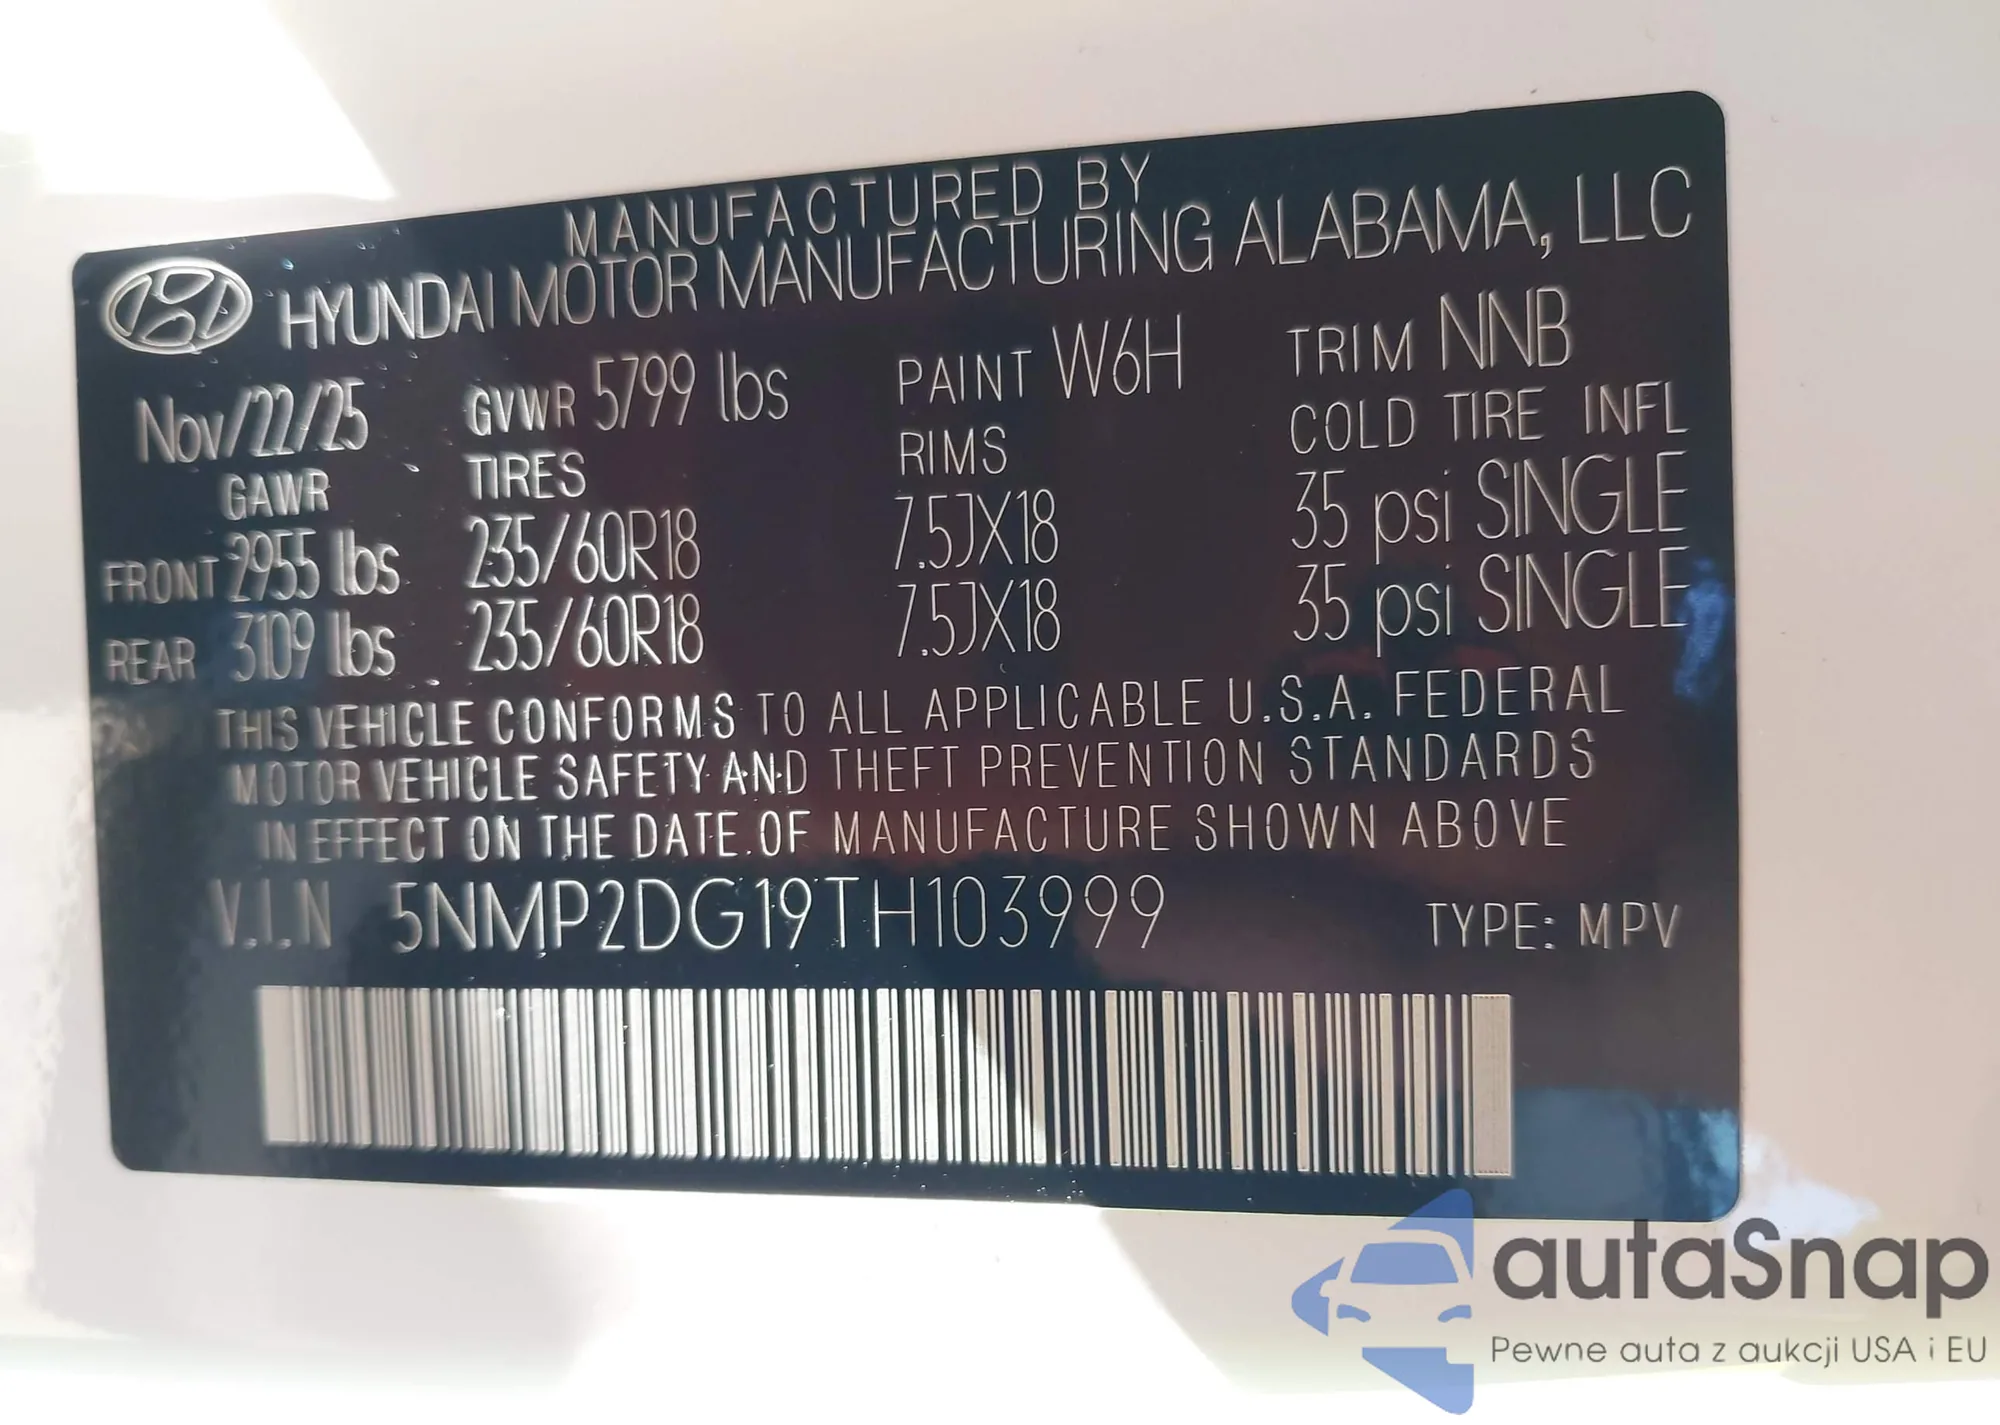 MANUFACTURED BY
HYUNDAI MOTOR MANUFACTURING ALABAMA, LLC
Nov/22/25 GVWR 5799 lbs PAINT W6H TRIM NNB
GAWR TIRES RIMS COLD TIRE INFL
FRONT 2955 lbs 235/60R18 7.5JX18 35 psi SINGLE
REAR 3109 lbs 235/60R18 7.5JX18 35 psi SINGLE
THIS VEHICLE CONFORMS TO ALL APPLICABLE U.S.A. FEDERAL
MOTOR VEHICLE SAFETY AND THEFT PREVENTION STANDARDS
IN EFFECT ON THE DATE OF MANUFACTURE SHOWN ABOVE
V.I.N 5NMP2DG19TH103999 TYPE: MPV
autaSnap
Pewne auta z aukcji USA i EU